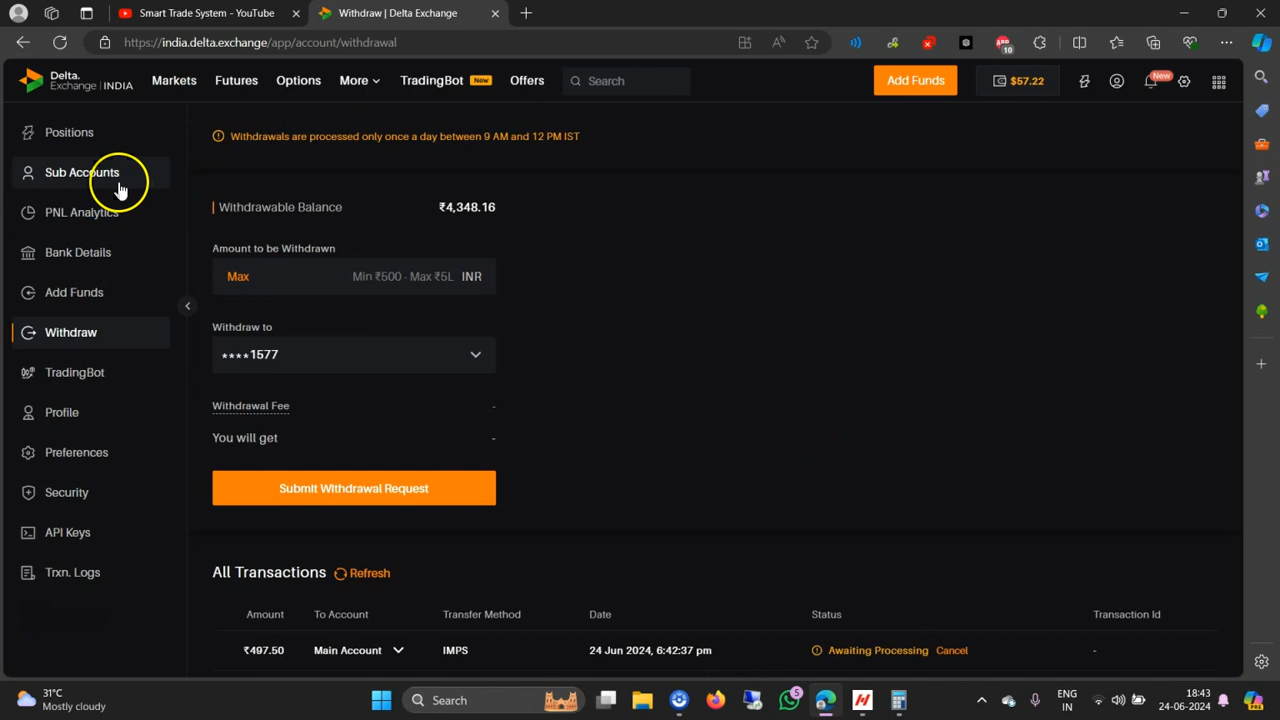 Smart Trade System - YouTube
Withdraw | Delta Exchange
https://india.delta.exchange/app/account/withdrawal
10
Delta.
Exchange | INDIA
Markets
Futures
Options
More
TradingBot New
Offers
Search
Add Funds
$57.22
New
Positions
Sub Accounts
PNL Analytics
Bank Details
Add Funds
Withdraw
TradingBot
Profile
Preferences
Security
API Keys
Trxn. Logs
Withdrawals are processed only once a day between 9 AM and 12 PM IST
Withdrawable Balance ₹4,348.16
Amount to be Withdrawn
Max Min ₹500 - Max ₹5L INR
Withdraw to
****1577
Withdrawal Fee -
You will get -
Submit Withdrawal Request
All Transactions Refresh
Amount To Account Transfer Method Date Status Transaction Id
₹497.50 Main Account IMPS 24 Jun 2024, 6:42:37 pm Awaiting Processing Cancel -
31°C
Mostly cloudy
Search
5
ENG
IN
18:43
24-06-2024